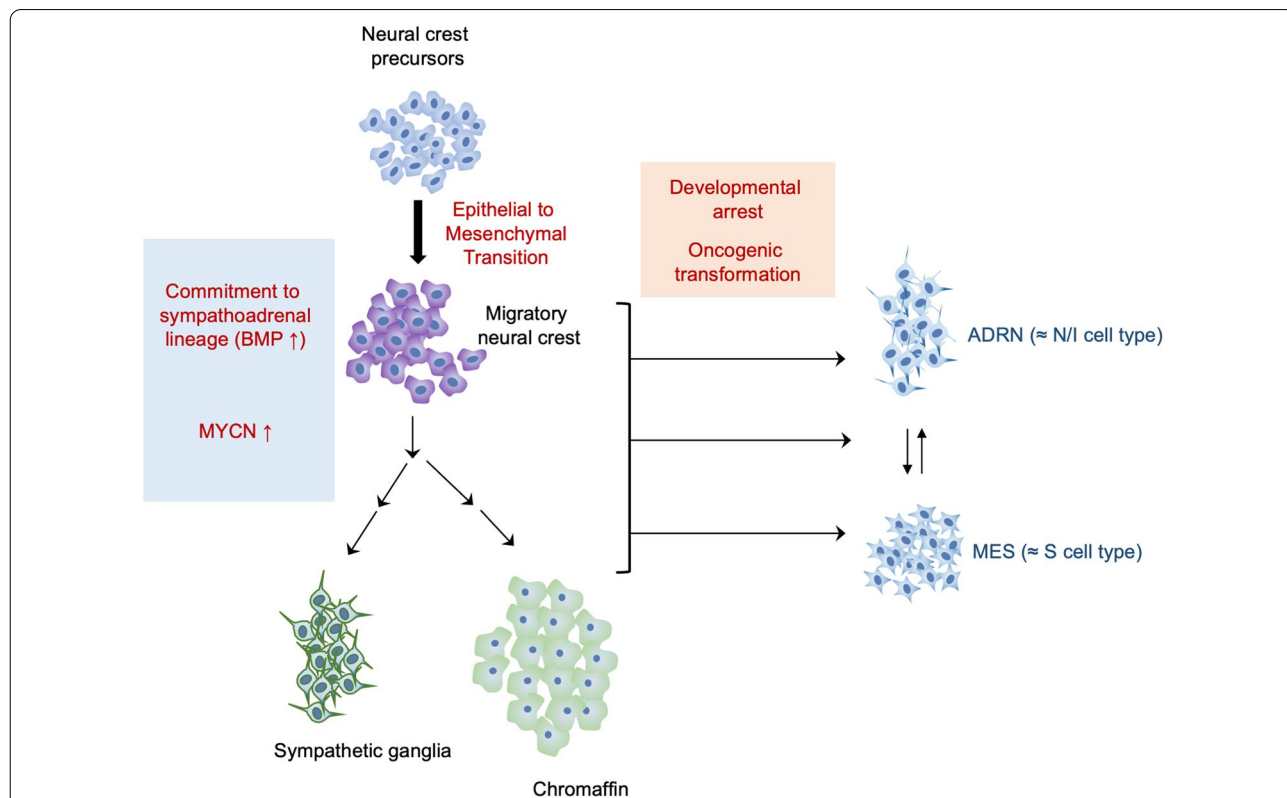 Neural crest
precursors
Epithelial to
Mesenchymal
Transition
Developmental
arrest
Oncogenic
transformation
Commitment to
sympathoadrenal
lineage (BMP ↑)
MYCN ↑
Migratory
neural crest
ADRN (≈ N/I cell type)
MES (≈ S cell type)
Sympathetic ganglia
Chromaffin